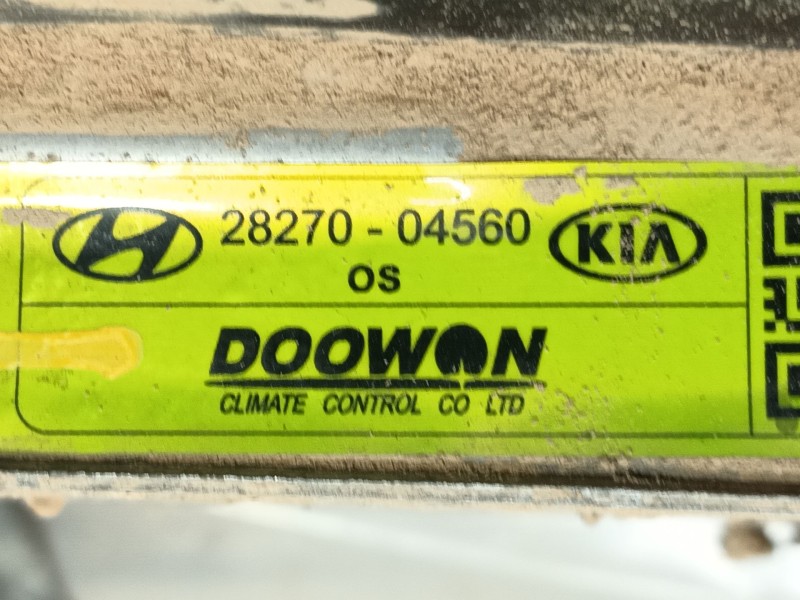 28270 - 04560 KIA
OS
DOOWON
CLIMATE CONTROL CO LTD